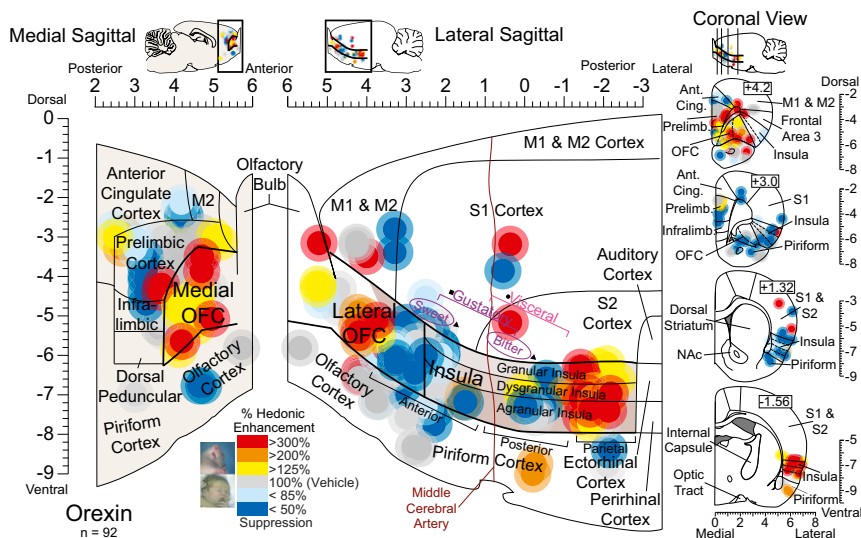 Medial Sagittal
Lateral Sagittal
Coronal View
Posterior
Anterior
Posterior
Lateral
Dorsal
2 3 4 5 6
6 5 4 3 2 1 0 -1 -2 -3
Dorsal
0
-1
-2
-3
-4
-5
-6
-7
-8
-9
Ventral
Anterior
Cingulate
Cortex
M2
Prelimbic
Cortex
Infra-
limbic
Medial
OFC
Dorsal
Peduncular
Olfactory
Cortex
Piriform
Cortex
Olfactory
Bulb
M1 & M2
M1 & M2 Cortex
S1 Cortex
Auditory
Cortex
S2
Cortex
Gustatory
Visceral
Sweet
Bitter
Lateral
OFC
Insula
Granular Insula
Dysgranular Insula
Agranular Insula
Olfactory
Cortex
Anterior
Posterior
Parietal
Piriform Cortex
Ectorhinal
Cortex
Perirhinal
Cortex
Middle
Cerebral
Artery
% Hedonic
Enhancement
>300%
>200%
>125%
100% (Vehicle)
< 85%
< 50%
Suppression
Orexin
n = 92
+4.2
Ant.
Cing.
Prelimb.
OFC
M1 & M2
Frontal
Area 3
Insula
-2
-4
-6
-8
+3.0
Ant.
Cing.
Prelimb.
Infralimb.
OFC
S1
Insula
Piriform
-2
-4
-6
-8
+1.32
Dorsal
Striatum
NAc
S1 &
S2
Insula
Piriform
-3
-5
-7
-9
-1.56
Internal
Capsule
Optic
Tract
S1 &
S2
Insula
Piriform
-5
-7
-9
Ventral
0 2 4 6 8
Medial
Lateral